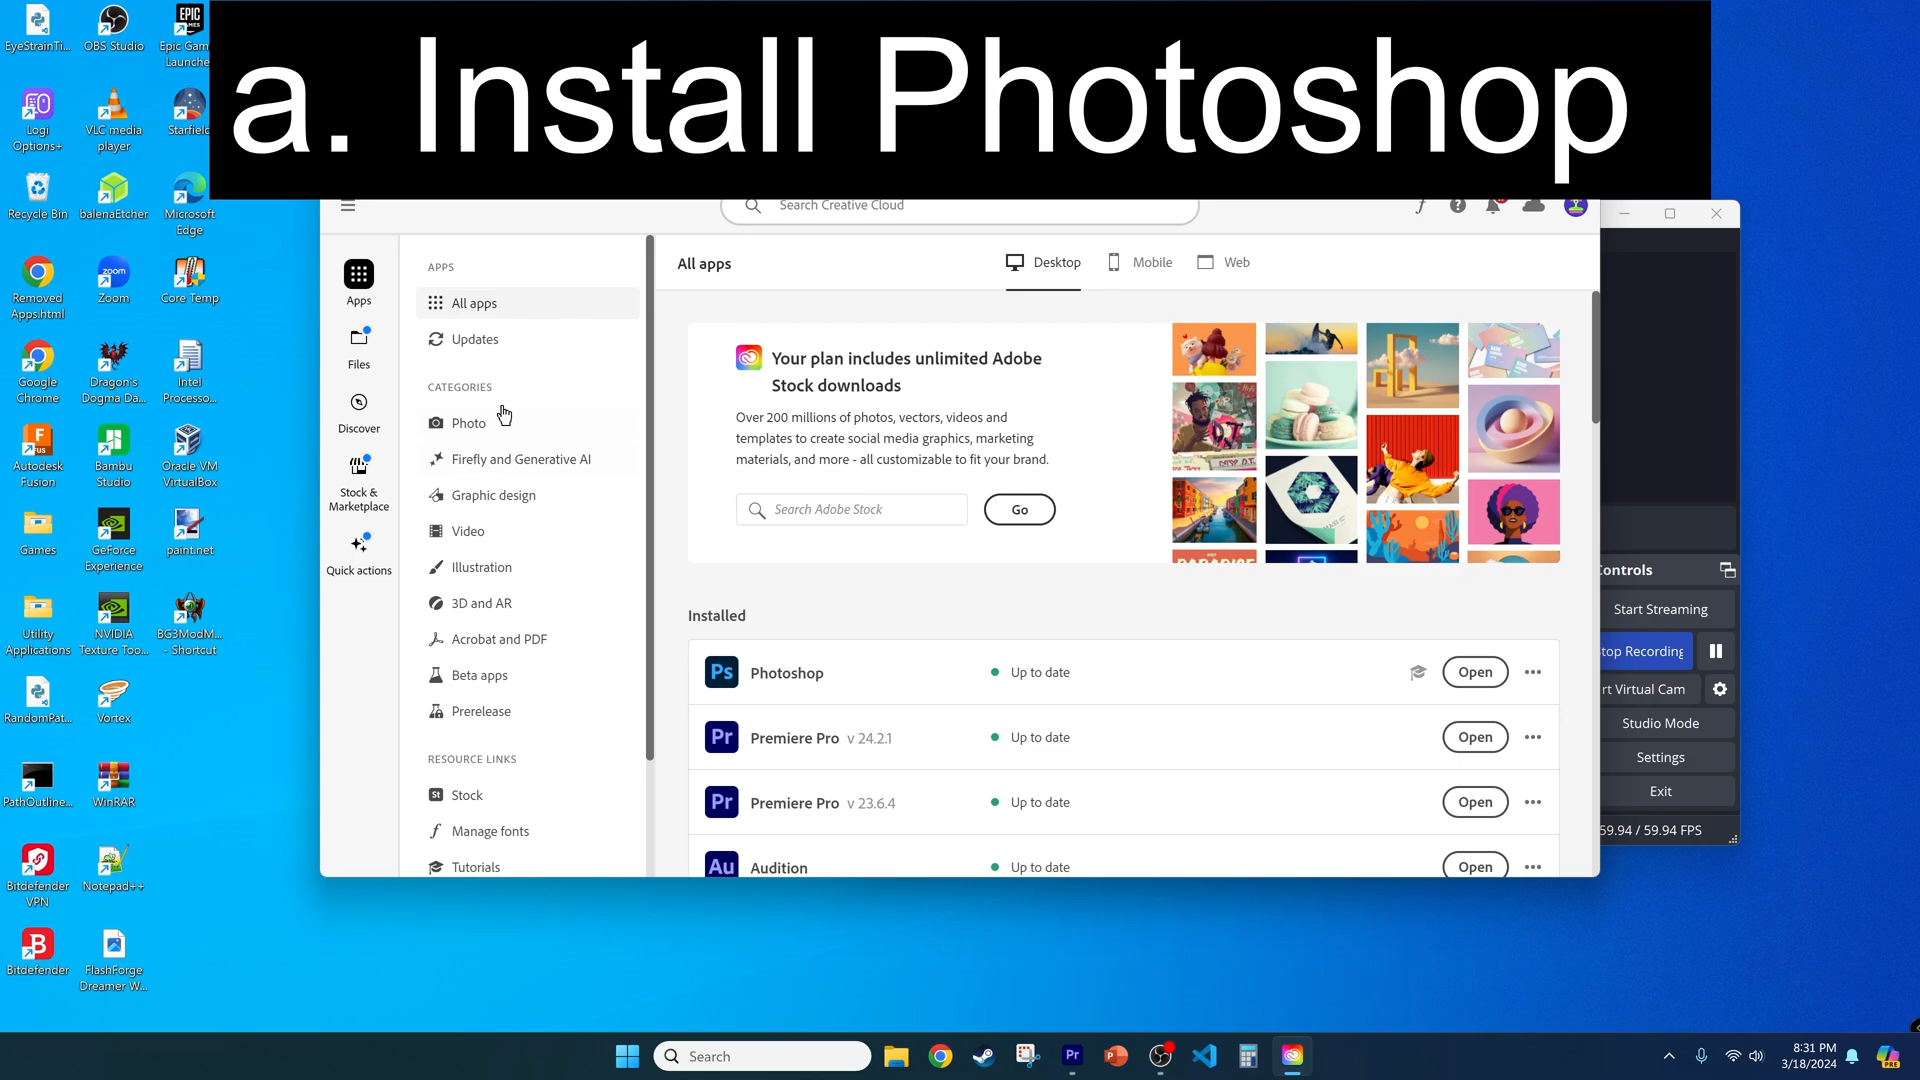 a. Install Photoshop
EyeStrainTi...
OBS Studio
Epic Gam
Launche
EPIC
GAMES
Logi
Options+
VLC media
player
Starfield
Recycle Bin
balenaEtcher
Microsoft
Edge
Removed
Apps.html
Zoom
zoom
Core Temp
Google
Chrome
Dragon's
Dogma Da...
Intel
Processo...
Autodesk
Fusion
Bambu
Studio
Oracle VM
VirtualBox
Games
GeForce
Experience
paint.net
Utility
Applications
NVIDIA
Texture Too...
BG3ModM...
- Shortcut
RandomPat...
Vortex
PathOutline...
WinRAR
Bitdefender
VPN
Notepad++
Bitdefender
FlashForge
Dreamer W...
Search Creative Cloud
Apps
Files
Discover
Stock &
Marketplace
Quick actions
APPS
All apps
Updates
CATEGORIES
Photo
Firefly and Generative AI
Graphic design
Video
Illustration
3D and AR
Acrobat and PDF
Beta apps
Prerelease
RESOURCE LINKS
St Stock
Manage fonts
Tutorials
All apps
Desktop
Mobile
Web
Your plan includes unlimited Adobe
Stock downloads
Over 200 millions of photos, vectors, videos and
templates to create social media graphics, marketing
materials, and more - all customizable to fit your brand.
Search Adobe Stock
Go
Installed
Ps Photoshop Up to date Open
Pr Premiere Pro v 24.2.1 Up to date Open
Pr Premiere Pro v 23.6.4 Up to date Open
Au Audition Up to date Open
ontrols
Start Streaming
top Recording
rt Virtual Cam
Studio Mode
Settings
Exit
59.94 / 59.94 FPS
Search
8:31 PM
3/18/2024